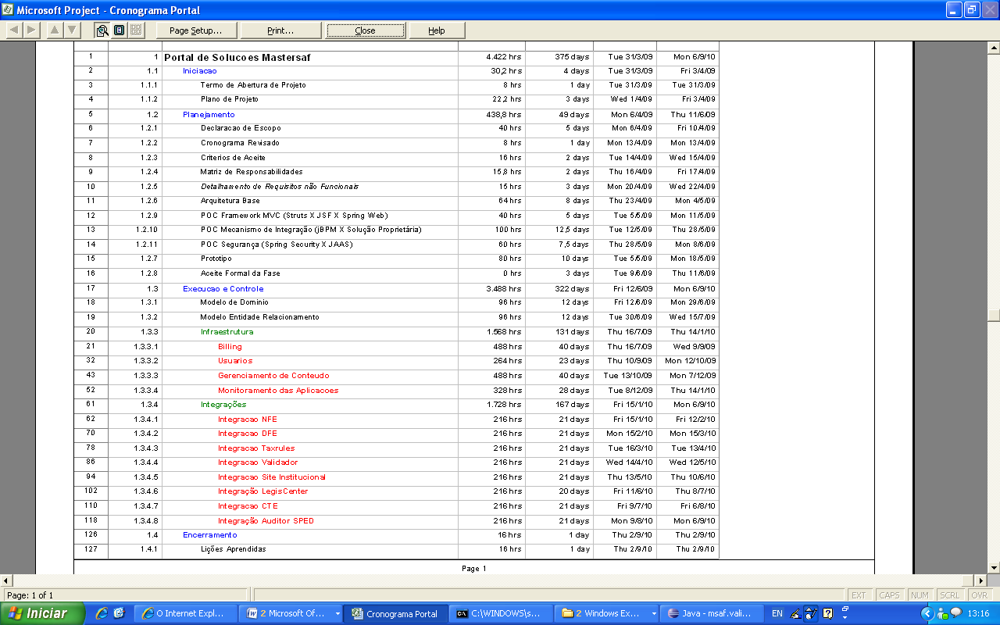 Microsoft Project - Cronograma Portal
Page Setup... Print... Close Help
1 1 Portal de Solucoes Mastersaf 4.422 hrs 375 days Tue 31/3/09 Mon 6/9/10
2 1.1 Iniciacao 30,2 hrs 4 days Tue 31/3/09 Fri 3/4/09
3 1.1.1 Termo de Abertura de Projeto 8 hrs 1 day Tue 31/3/09 Tue 31/3/09
4 1.1.2 Plano de Projeto 22,2 hrs 3 days Wed 1/4/09 Fri 3/4/09
5 1.2 Planejamento 438,8 hrs 49 days Mon 6/4/09 Thu 11/6/09
6 1.2.1 Declaracao de Escopo 40 hrs 5 days Mon 6/4/09 Fri 10/4/09
7 1.2.2 Cronograma Revisado 8 hrs 1 day Mon 13/4/09 Mon 13/4/09
8 1.2.3 Criterios de Aceite 16 hrs 2 days Tue 14/4/09 Wed 15/4/09
9 1.2.4 Matriz de Responsabilidades 15,8 hrs 2 days Thu 16/4/09 Fri 17/4/09
10 1.2.5 Detalhamento de Requisitos não Funcionais 15 hrs 3 days Mon 20/4/09 Wed 22/4/09
11 1.2.6 Arquitetura Base 64 hrs 8 days Thu 23/4/09 Mon 4/5/09
12 1.2.9 POC Framework MVC (Struts X JSF X Spring Web) 40 hrs 5 days Tue 5/5/09 Mon 11/5/09
13 1.2.10 POC Mecanismo de Integração (jBPM X Solução Proprietária) 100 hrs 12,5 days Tue 12/5/09 Thu 28/5/09
14 1.2.11 POC Segurança (Spring Security X JAAS) 60 hrs 7,5 days Thu 28/5/09 Mon 8/6/09
15 1.2.7 Prototipo 80 hrs 10 days Tue 5/5/09 Mon 18/5/09
16 1.2.8 Aceite Formal da Fase 0 hrs 3 days Tue 9/6/09 Thu 11/6/09
17 1.3 Execucao e Controle 3.488 hrs 322 days Fri 12/6/09 Mon 6/9/10
18 1.3.1 Modelo de Dominio 96 hrs 12 days Fri 12/6/09 Mon 29/6/09
19 1.3.2 Modelo Entidade Relacionamento 96 hrs 12 days Tue 30/6/09 Wed 15/7/09
20 1.3.3 Infraestrutura 1.568 hrs 131 days Thu 16/7/09 Thu 14/1/10
21 1.3.3.1 Billing 488 hrs 40 days Thu 16/7/09 Wed 9/9/09
32 1.3.3.2 Usuarios 264 hrs 23 days Thu 10/9/09 Mon 12/10/09
43 1.3.3.3 Gerenciamento de Conteudo 488 hrs 40 days Tue 13/10/09 Mon 7/12/09
52 1.3.3.4 Monitoramento das Aplicacoes 328 hrs 28 days Tue 8/12/09 Thu 14/1/10
61 1.3.4 Integrações 1.728 hrs 167 days Fri 15/1/10 Mon 6/9/10
62 1.3.4.1 Integracao NFE 216 hrs 21 days Fri 15/1/10 Fri 12/2/10
70 1.3.4.2 Integracao DFE 216 hrs 21 days Mon 15/2/10 Mon 15/3/10
78 1.3.4.3 Integracao Taxrules 216 hrs 21 days Tue 16/3/10 Tue 13/4/10
86 1.3.4.4 Integracao Validador 216 hrs 21 days Wed 14/4/10 Wed 12/5/10
94 1.3.4.5 Integracao Site Institucional 216 hrs 21 days Thu 13/5/10 Thu 10/6/10
102 1.3.4.6 Integração LegisCenter 216 hrs 20 days Fri 11/6/10 Thu 8/7/10
110 1.3.4.7 Integracao CTE 216 hrs 21 days Fri 9/7/10 Fri 6/8/10
118 1.3.4.8 Integração Auditor SPED 216 hrs 21 days Mon 9/8/10 Mon 6/9/10
126 1.4 Encerramento 16 hrs 1 day Thu 2/9/10 Thu 2/9/10
127 1.4.1 Lições Aprendidas 16 hrs 1 day Thu 2/9/10 Thu 2/9/10
Page 1
Page: 1 of 1 EXT CAPS NUM SCRL OVR
Iniciar O Internet Expl... 2 Microsoft Of... Cronograma Portal C:\WINDOWS\s... 2 Windows Ex... Java - msaf.vali... EN 13:16